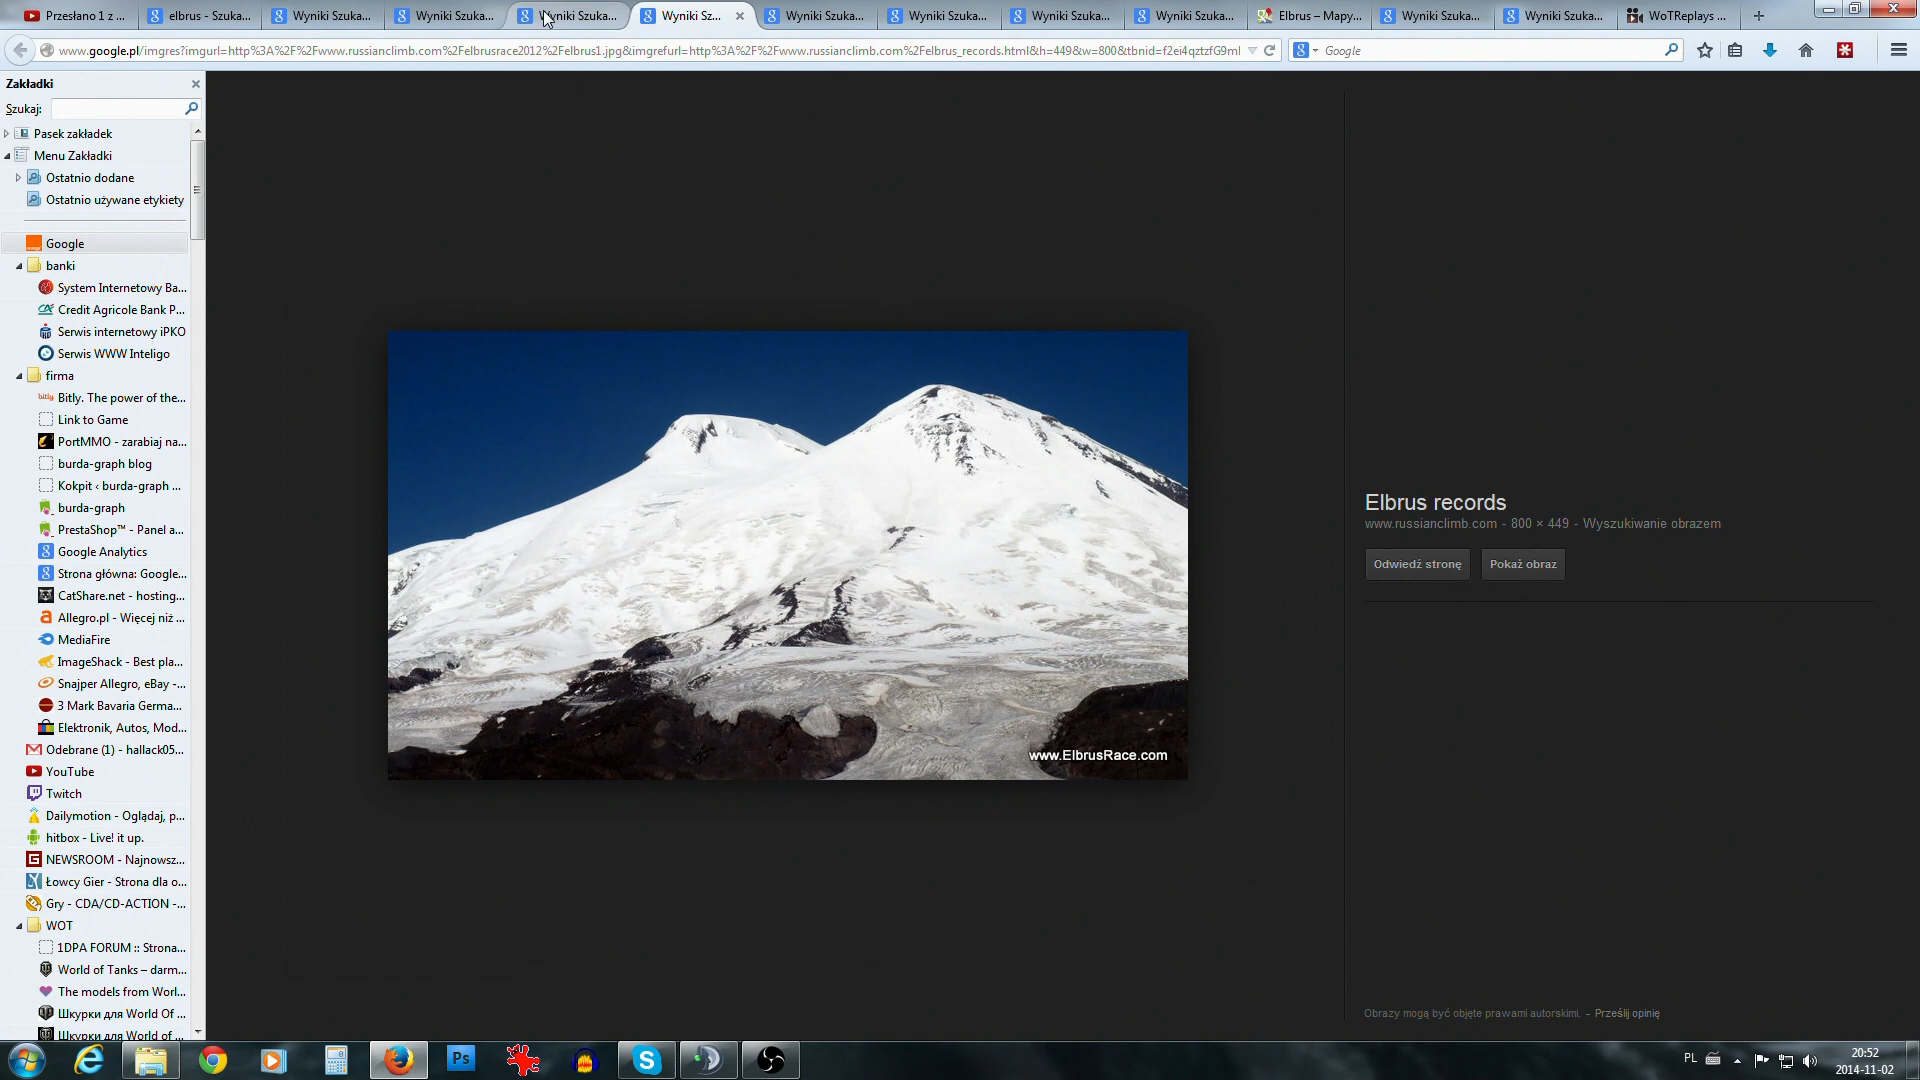 Przesłano 1 z ...
elbrus - Szuka...
Wyniki Szuka...
Wyniki Szuka...
Wyniki Szuka...
Wyniki Sz...
Wyniki Szuka...
Wyniki Szuka...
Wyniki Szuka...
Wyniki Szuka...
Elbrus – Mapy...
Wyniki Szuka...
Wyniki Szuka...
WoTReplays ...
www.google.pl/imgres?imgurl=http%3A%2F%2Fwww.russianclimb.com%2Felbrusrace2012%2Felbrus1.jpg&imgrefurl=http%3A%2F%2Fwww.russianclimb.com%2Felbrus_records.html&h=449&w=800&tbnid=f2ei4qztzfG9ml
Google
Zakładki
Szukaj:
Pasek zakładek
Menu Zakładki
Ostatnio dodane
Ostatnio używane etykiety
Google
banki
System Internetowy Ba...
Credit Agricole Bank P...
Serwis internetowy iPKO
Serwis WWW Inteligo
firma
Bitly. The power of the...
Link to Game
PortMMO - zarabiaj na...
burda-graph blog
Kokpit ‹ burda-graph ...
burda-graph
PrestaShop™ - Panel a...
Google Analytics
Strona główna: Google...
CatShare.net - hosting...
Allegro.pl - Więcej niż ...
MediaFire
ImageShack - Best pla...
Snajper Allegro, eBay -...
3 Mark Bavaria Germa...
Elektronik, Autos, Mod...
Odebrane (1) - hallack05...
YouTube
Twitch
Dailymotion - Oglądaj, p...
hitbox - Live! it up.
NEWSROOM - Najnowsz...
Łowcy Gier - Strona dla o...
Gry - CDA/CD-ACTION -...
WOT
1DPA FORUM :: Strona...
World of Tanks – darm...
The models from Worl...
Шкурки для World Of ...
Шкурки для World of ...
www.ElbrusRace.com
Elbrus records
www.russianclimb.com - 800 × 449 - Wyszukiwanie obrazem
Odwiedź stronę
Pokaż obraz
Obrazy mogą być objęte prawami autorskimi. - Prześlij opinię
Ps
PL
20:52
2014-11-02